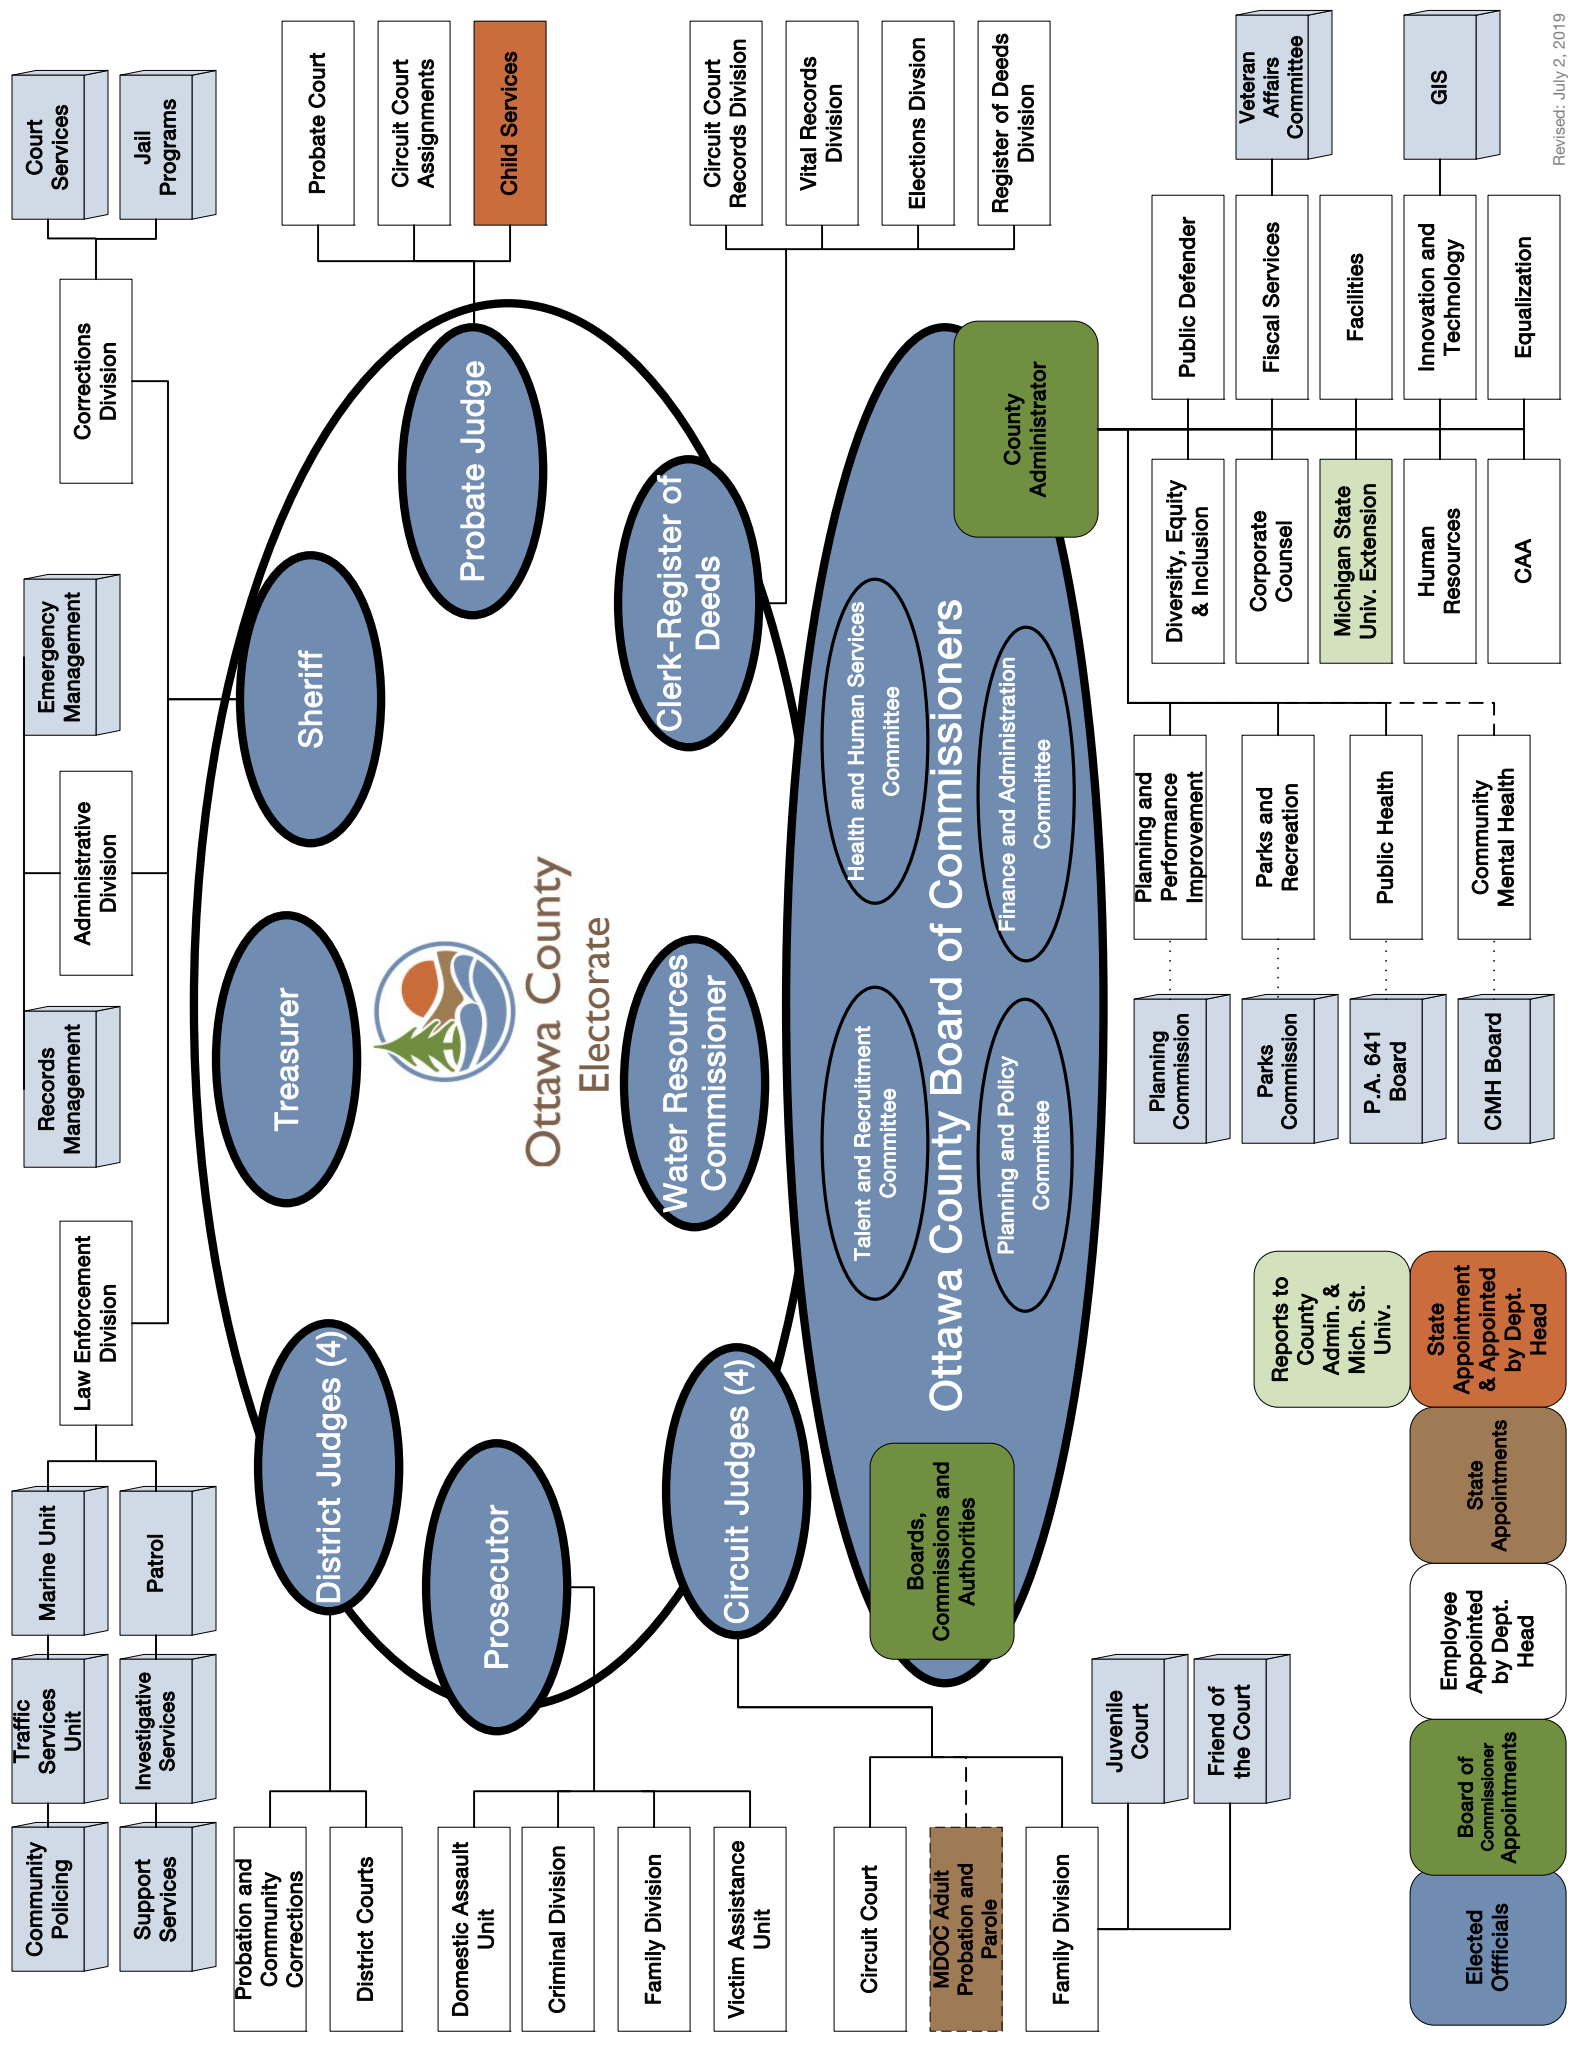 Community
Policing
Traffic
Services
Unit
Marine Unit
Support
Services
Investigative
Services
Patrol
Law Enforcement
Division
Records
Management
Administrative
Division
Emergency
Management
Corrections
Division
Court
Services
Jail
Programs
Probation and
Community
Corrections
District Courts
Domestic Assault
Unit
Criminal Division
Family Division
Victim Assistance
Unit
Circuit Court
MDOC Adult
Probation and
Parole
Family Division
Juvenile
Court
Friend of
the Court
District Judges (4)
Prosecutor
Circuit Judges (4)
Treasurer
Sheriff
Probate Judge
Ottawa County
Electorate
Water Resources
Commissioner
Clerk-Register of
Deeds
Probate Court
Circuit Court
Assignments
Child Services
Circuit Court
Records Division
Vital Records
Division
Elections Divsion
Register of Deeds
Division
Boards,
Commissions and
Authorities
Talent and Recruitment
Committee
Health and Human Services
Committee
Ottawa County Board of Commissioners
Planning and Policy
Committee
Finance and Administration
Committee
County
Administrator
Planning
Commission
Planning and
Performance
Improvement
Parks
Commission
Parks and
Recreation
P.A. 641
Board
Public Health
CMH Board
Community
Mental Health
Diversity, Equity
& Inclusion
Public Defender
Corporate
Counsel
Fiscal Services
Veteran
Affairs
Committee
Michigan State
Univ. Extension
Facilities
Human
Resources
Innovation and
Technology
GIS
CAA
Equalization
Reports to
County
Admin. &
Mich. St.
Univ.
Elected
Offficials
Board of
Commissioner
Appointments
Employee
Appointed
by Dept.
Head
State
Appointments
State
Appointment
& Appointed
by Dept.
Head
Revised: July 2, 2019